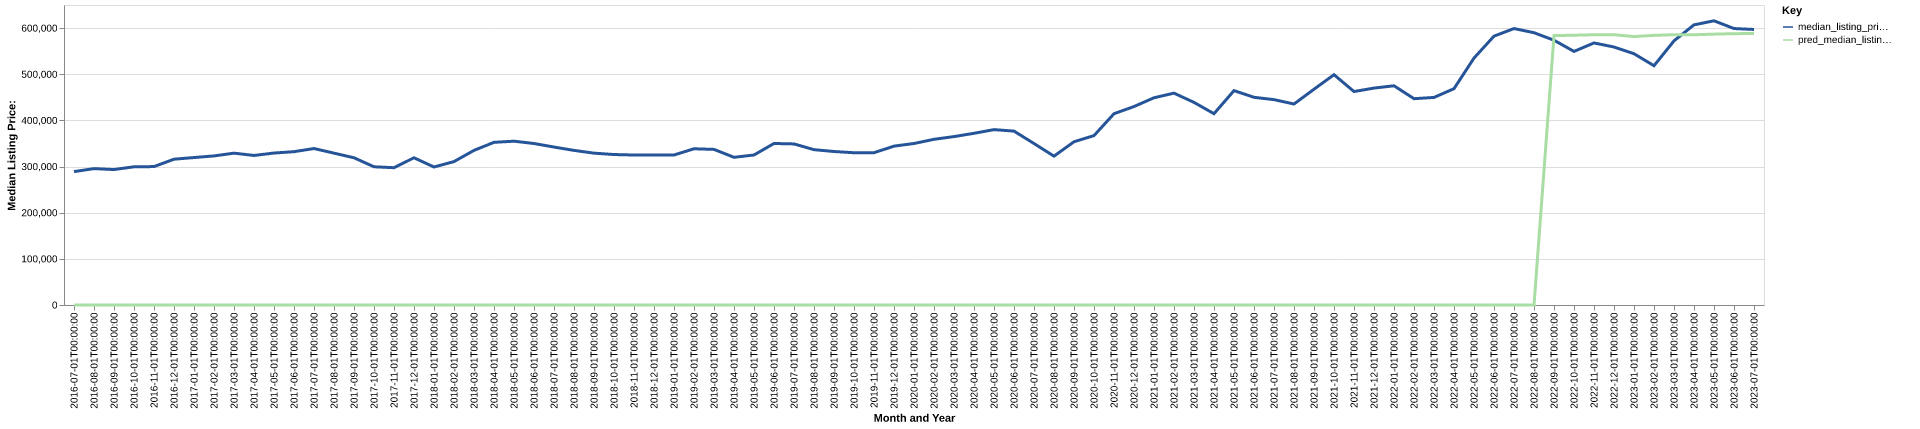 Key
median_listing_pri...
pred_median_listin...
Median Listing Price:
600,000
500,000
400,000
300,000
200,000
100,000
0
2016-07-01T00:00:00
2016-08-01T00:00:00
2016-09-01T00:00:00
2016-10-01T00:00:00
2016-11-01T00:00:00
2016-12-01T00:00:00
2017-01-01T00:00:00
2017-02-01T00:00:00
2017-03-01T00:00:00
2017-04-01T00:00:00
2017-05-01T00:00:00
2017-06-01T00:00:00
2017-07-01T00:00:00
2017-08-01T00:00:00
2017-09-01T00:00:00
2017-10-01T00:00:00
2017-11-01T00:00:00
2017-12-01T00:00:00
2018-01-01T00:00:00
2018-02-01T00:00:00
2018-03-01T00:00:00
2018-04-01T00:00:00
2018-05-01T00:00:00
2018-06-01T00:00:00
2018-07-01T00:00:00
2018-08-01T00:00:00
2018-09-01T00:00:00
2018-10-01T00:00:00
2018-11-01T00:00:00
2018-12-01T00:00:00
2019-01-01T00:00:00
2019-02-01T00:00:00
2019-03-01T00:00:00
2019-04-01T00:00:00
2019-05-01T00:00:00
2019-06-01T00:00:00
2019-07-01T00:00:00
2019-08-01T00:00:00
2019-09-01T00:00:00
2019-10-01T00:00:00
2019-11-01T00:00:00
2019-12-01T00:00:00
2020-01-01T00:00:00
2020-02-01T00:00:00
2020-03-01T00:00:00
2020-04-01T00:00:00
2020-05-01T00:00:00
2020-06-01T00:00:00
2020-07-01T00:00:00
2020-08-01T00:00:00
2020-09-01T00:00:00
2020-10-01T00:00:00
2020-11-01T00:00:00
2020-12-01T00:00:00
2021-01-01T00:00:00
2021-02-01T00:00:00
2021-03-01T00:00:00
2021-04-01T00:00:00
2021-05-01T00:00:00
2021-06-01T00:00:00
2021-07-01T00:00:00
2021-08-01T00:00:00
2021-09-01T00:00:00
2021-10-01T00:00:00
2021-11-01T00:00:00
2021-12-01T00:00:00
2022-01-01T00:00:00
2022-02-01T00:00:00
2022-03-01T00:00:00
2022-04-01T00:00:00
2022-05-01T00:00:00
2022-06-01T00:00:00
2022-07-01T00:00:00
2022-08-01T00:00:00
2022-09-01T00:00:00
2022-10-01T00:00:00
2022-11-01T00:00:00
2022-12-01T00:00:00
2023-01-01T00:00:00
2023-02-01T00:00:00
2023-03-01T00:00:00
2023-04-01T00:00:00
2023-05-01T00:00:00
2023-06-01T00:00:00
2023-07-01T00:00:00
Month and Year